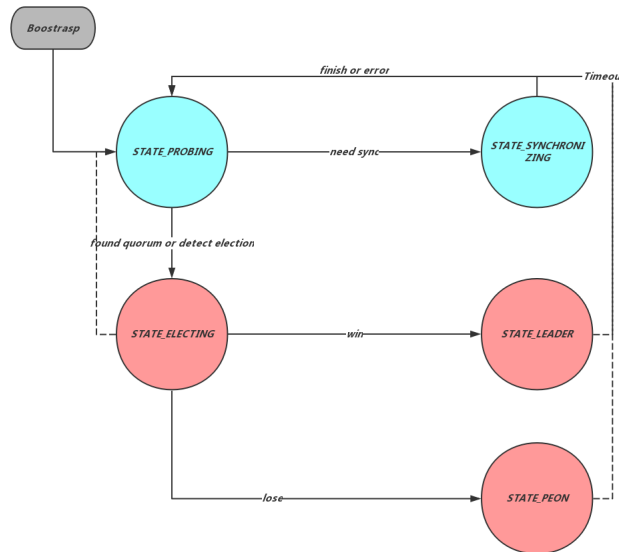 Boostrasp
finish or error
Timeou
STATE_PROBING
need sync
STATE_SYNCHRONI
ZING
found quorum or detect election
STATE_ELECTING
win
STATE_LEADER
lose
STATE_PEON